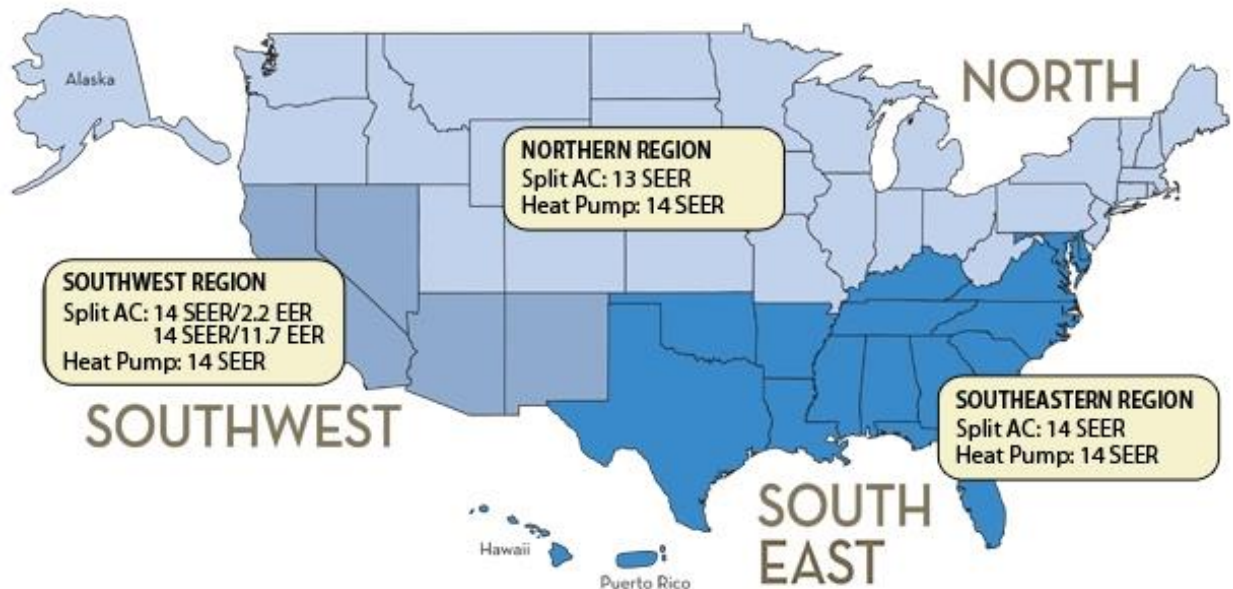 Alaska
NORTH
NORTHERN REGION
Split AC: 13 SEER
Heat Pump: 14 SEER
SOUTHWEST REGION
Split AC: 14 SEER/2.2 EER
14 SEER/11.7 EER
Heat Pump: 14 SEER
SOUTHWEST
SOUTHEASTERN REGION
Split AC: 14 SEER
Heat Pump: 14 SEER
SOUTH
EAST
Hawaii
Puerto Rico